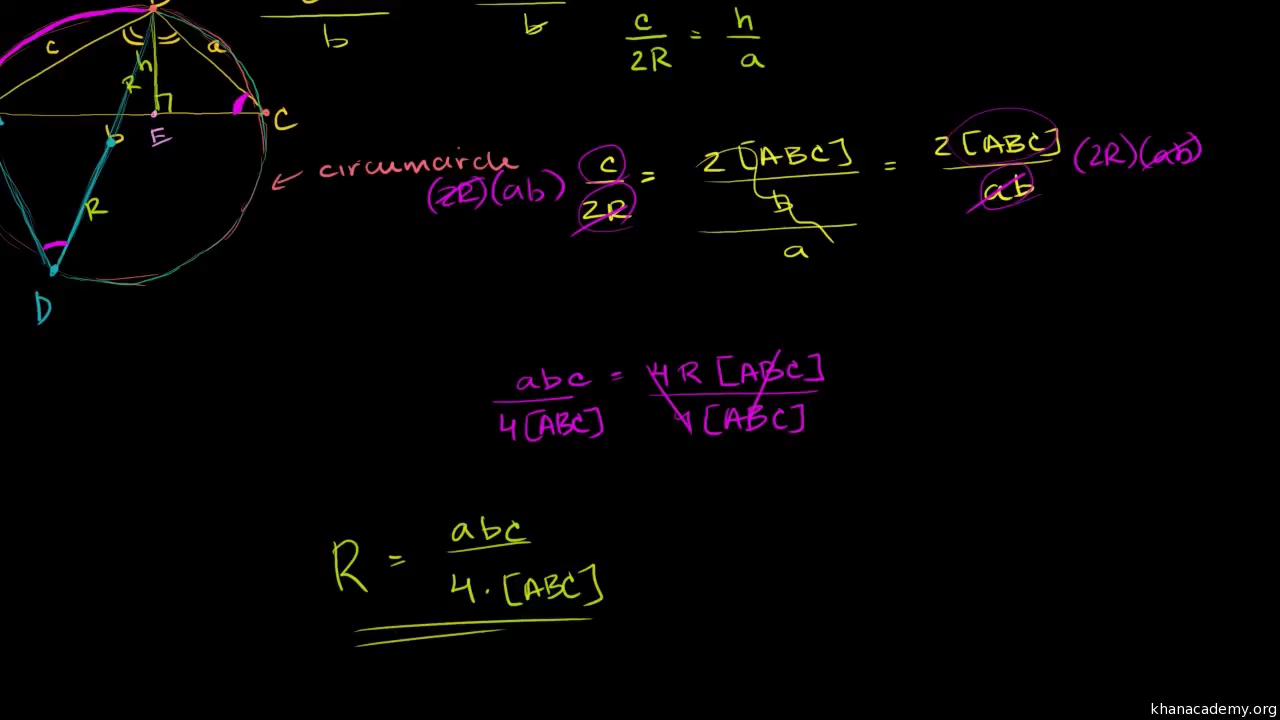 c
a
h
R
b
E
C
R
D
b
b
c/2R = h/a
circumcircle
(2R)(ab) c/2R = 2[ABC]/b/a = 2[ABC]/ab (2R)(ab)
abc/4[ABC] = 4R[ABC]/4[ABC]
R = abc/4·[ABC]
khanacademy.org